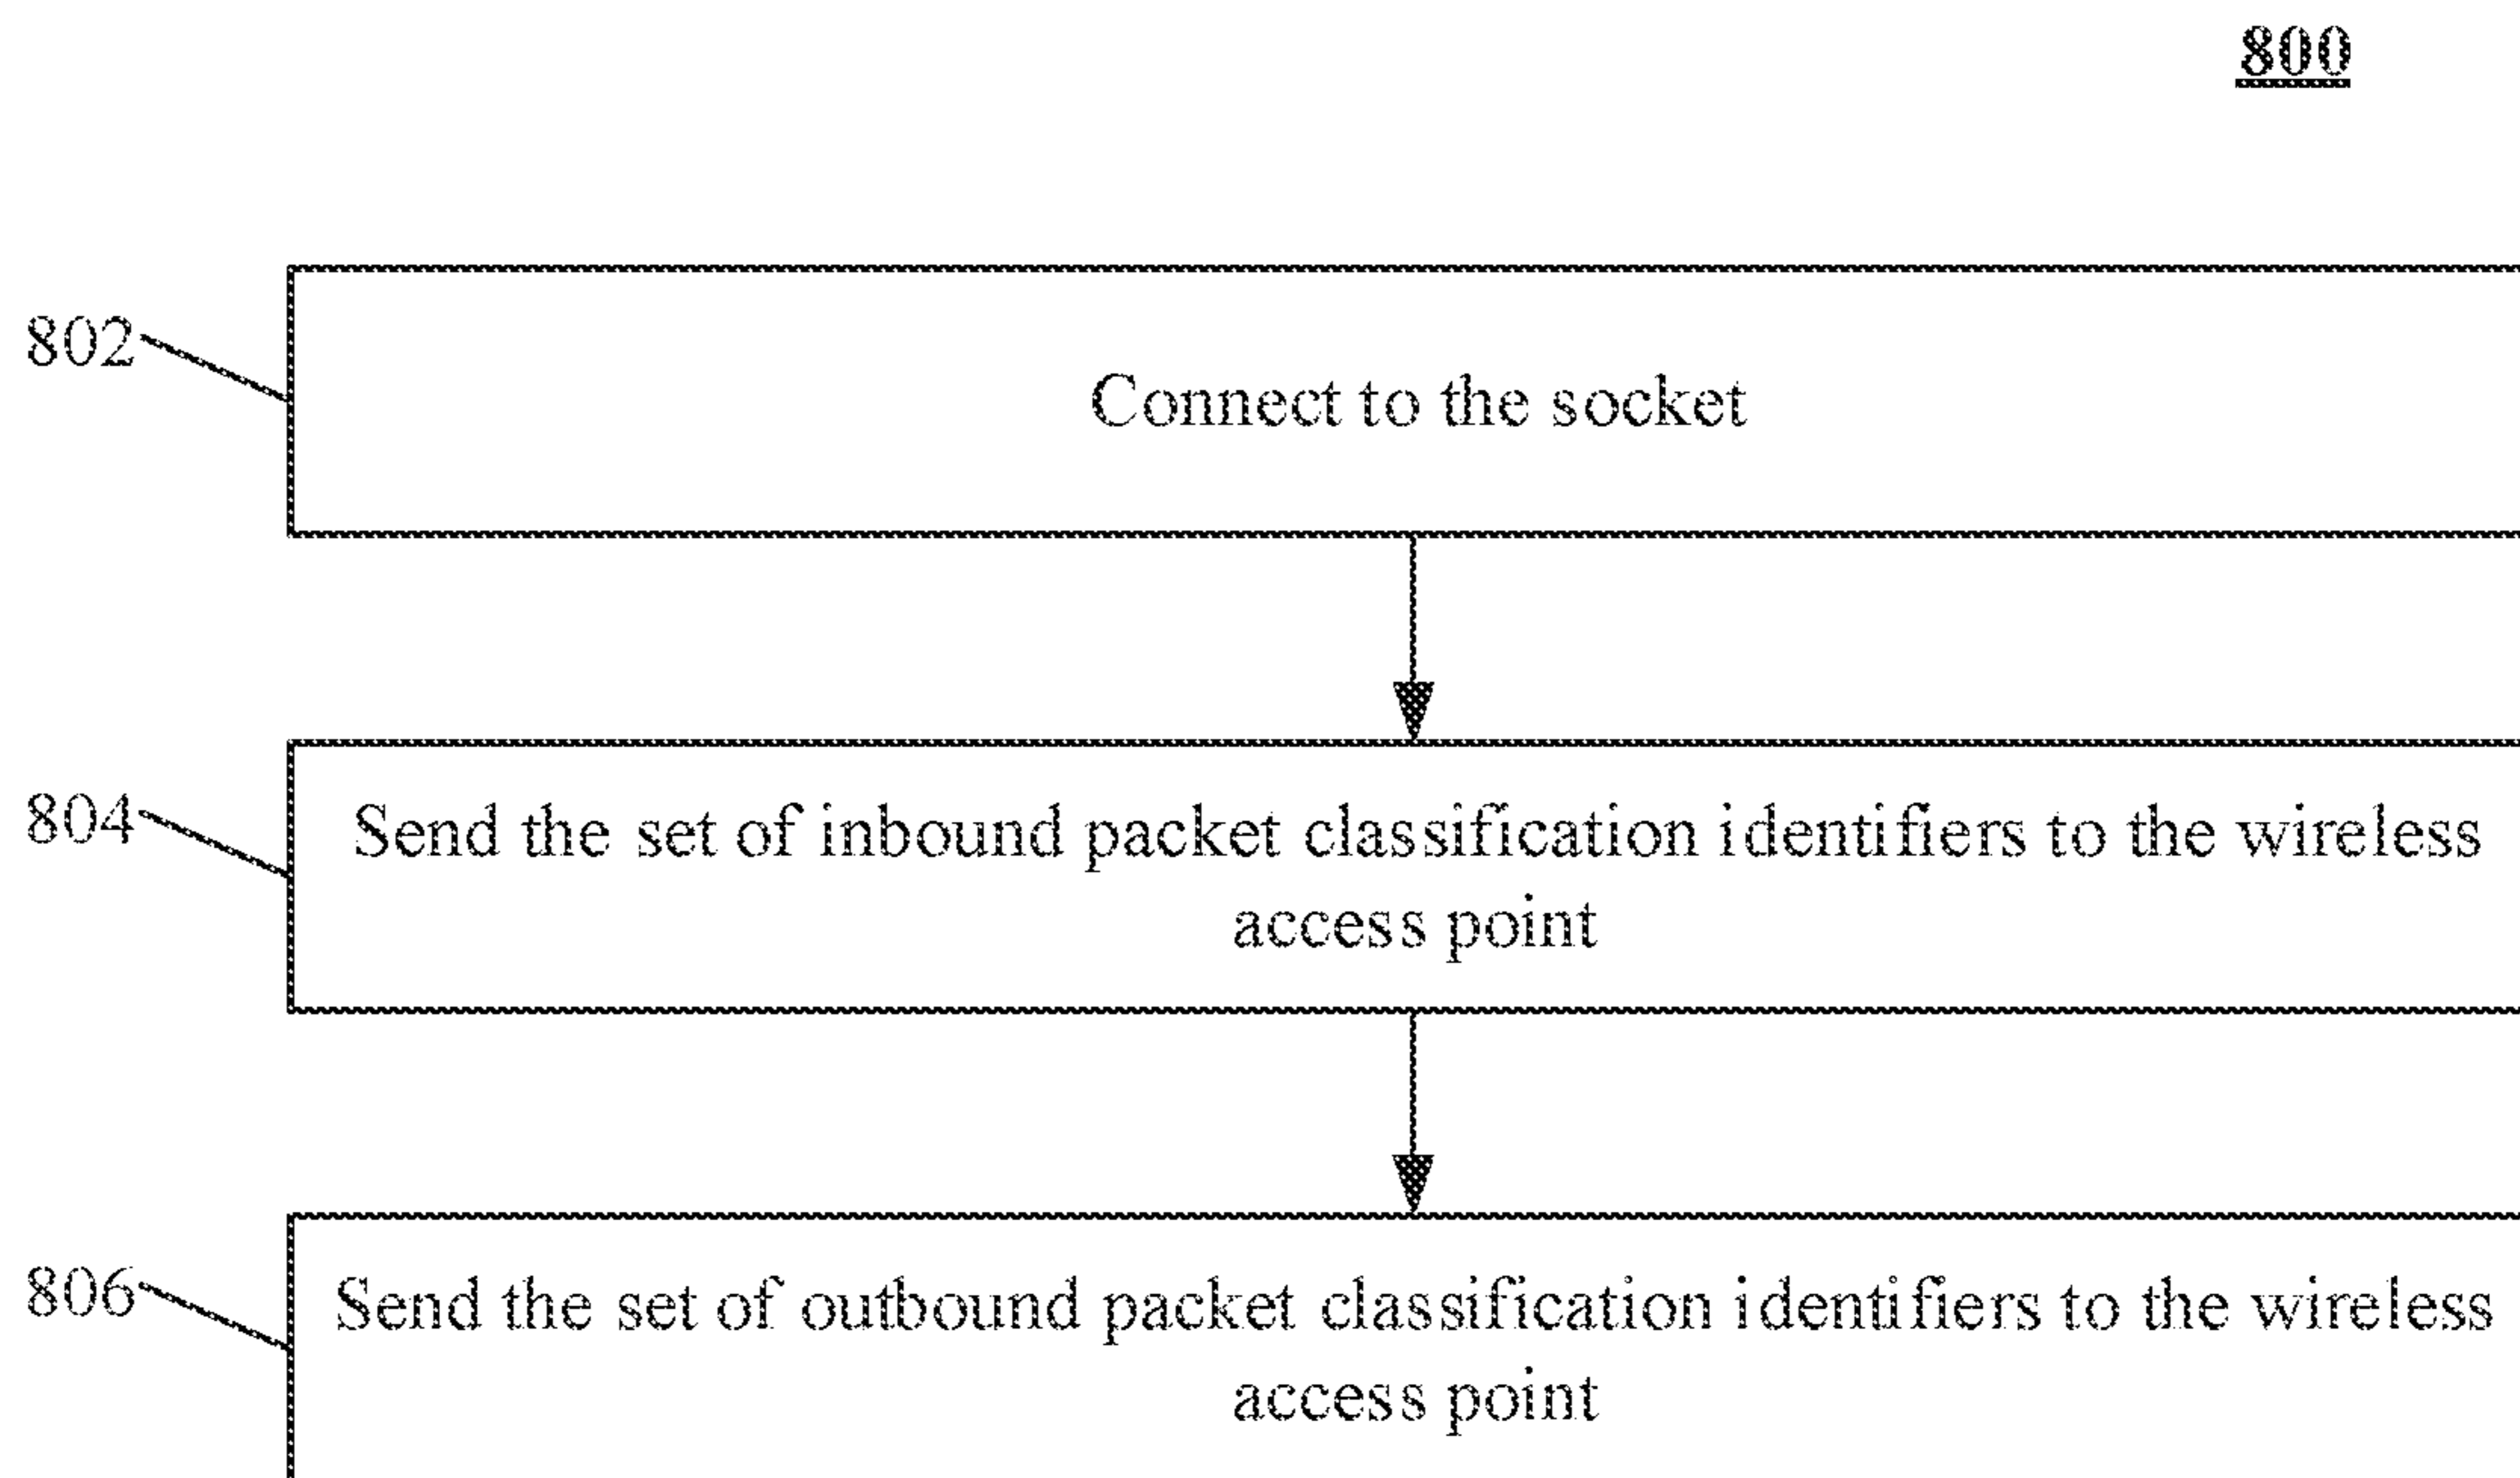 800
802
Connect to the socket
804
Send the set of inbound packet classification identifiers to the wireless
access point
806
Send the set of outbound packet classification identifiers to the wireless
access point